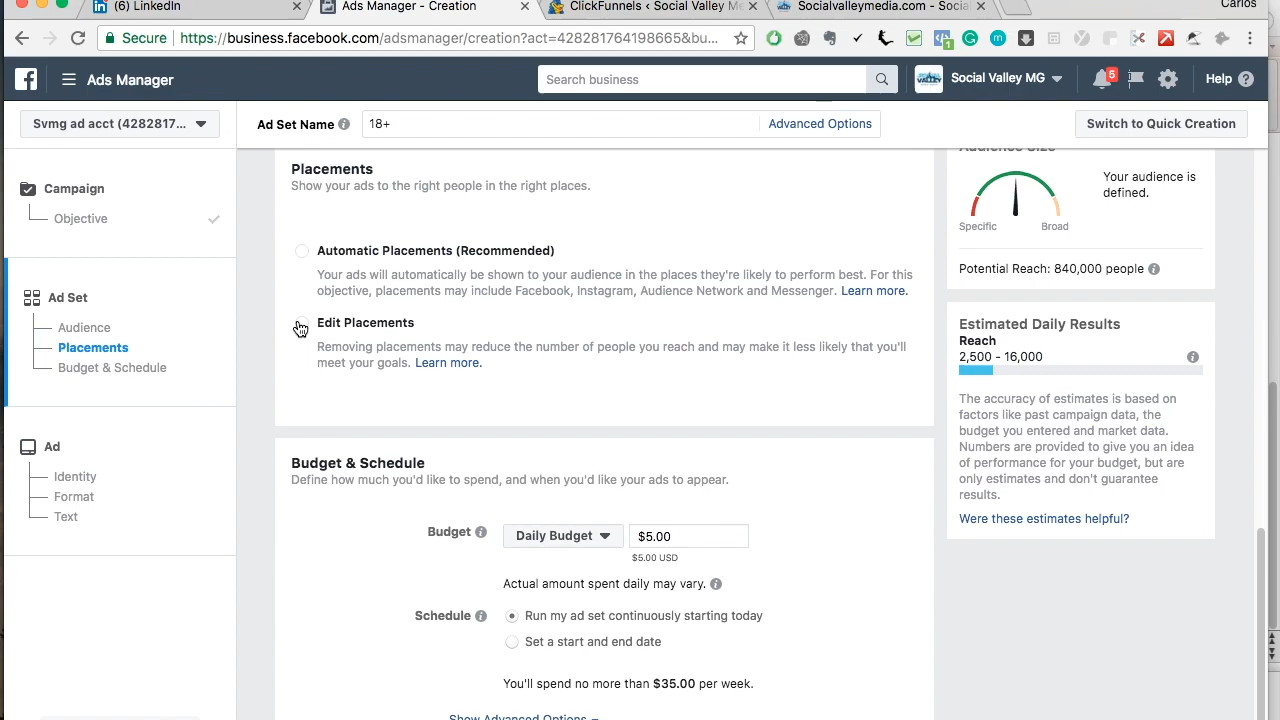 LinkedIn
Ads Manager - Creation
ClickFunnels ‹ Social Valley Me
Socialvalleymedia.com - Social
Carlos
Secure
https://business.facebook.com/adsmanager/creation?act=428281764198665&bu...
1
Ads Manager
Search business
Social Valley MG
5
Help
Svmg ad acct (4282817...
Ad Set Name
18+
Advanced Options
Switch to Quick Creation
Campaign
Objective
Ad Set
Audience
Placements
Budget & Schedule
Ad
Identity
Format
Text
Placements
Show your ads to the right people in the right places.
Automatic Placements (Recommended)
Your ads will automatically be shown to your audience in the places they're likely to perform best. For this
objective, placements may include Facebook, Instagram, Audience Network and Messenger. Learn more.
Edit Placements
Removing placements may reduce the number of people you reach and may make it less likely that you'll
meet your goals. Learn more.
Budget & Schedule
Define how much you'd like to spend, and when you'd like your ads to appear.
Budget
Daily Budget
$5.00
$5.00 USD
Actual amount spent daily may vary.
Schedule
Run my ad set continuously starting today
Set a start and end date
You'll spend no more than $35.00 per week.
Show Advanced Options
Audience Size
Your audience is
defined.
Specific
Broad
Potential Reach: 840,000 people
Estimated Daily Results
Reach
2,500 - 16,000
The accuracy of estimates is based on
factors like past campaign data, the
budget you entered and market data.
Numbers are provided to give you an idea
of performance for your budget, but are
only estimates and don't guarantee
results.
Were these estimates helpful?